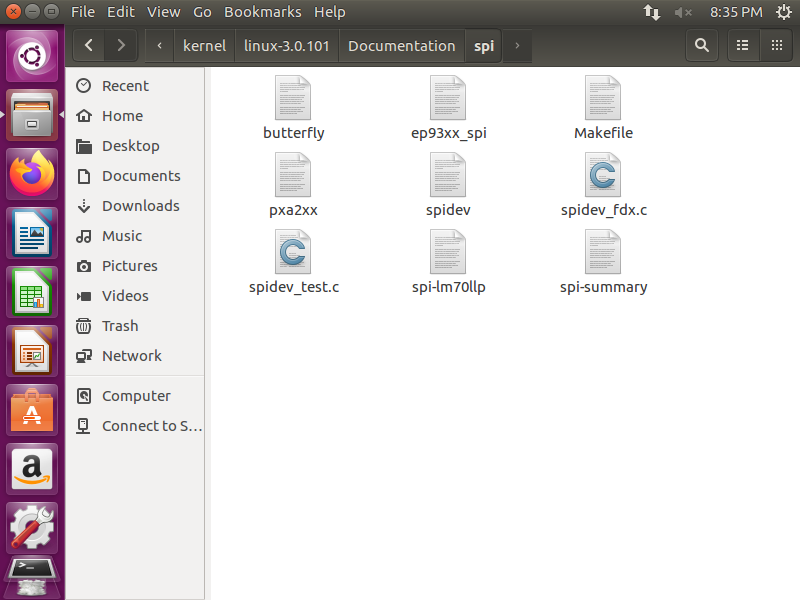 File Edit View Go Bookmarks Help 8:35 PM
kernel linux-3.0.101 Documentation spi
Recent
Home
Desktop
Documents
Downloads
Music
Pictures
Videos
Trash
Network
Computer
Connect to S…
butterfly ep93xx_spi Makefile
pxa2xx spidev spidev_fdx.c
spidev_test.c spi-lm70llp spi-summary